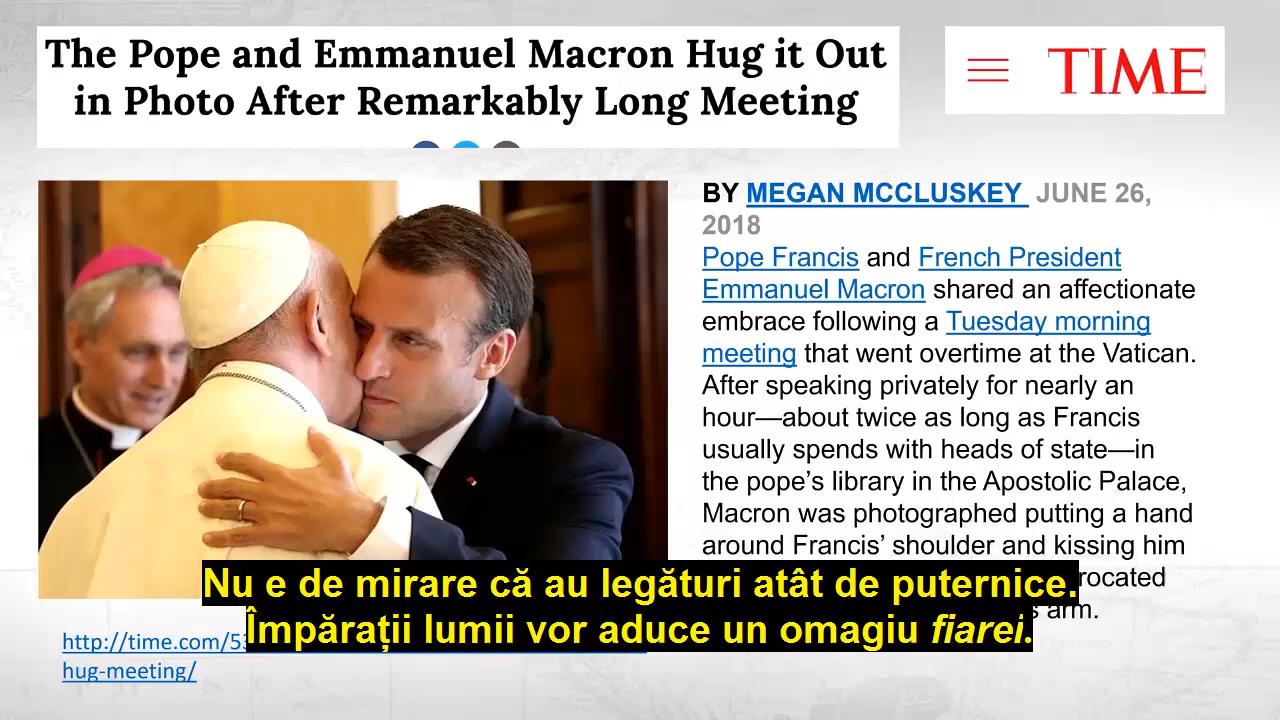 The Pope and Emmanuel Macron Hug it Out
in Photo After Remarkably Long Meeting
TIME
BY MEGAN MCCLUSKEY JUNE 26,
2018
Pope Francis and French President
Emmanuel Macron shared an affectionate
embrace following a Tuesday morning
meeting that went overtime at the Vatican.
After speaking privately for nearly an
hour—about twice as long as Francis
usually spends with heads of state—in
the pope’s library in the Apostolic Palace,
Macron was photographed putting a hand
around Francis’ shoulder and kissing him
arm.
Nu e de mirare că au legături atât de puternice.
Împărații lumii vor aduce un omagiu fiarei.
http://time.com/53
hug-meeting/